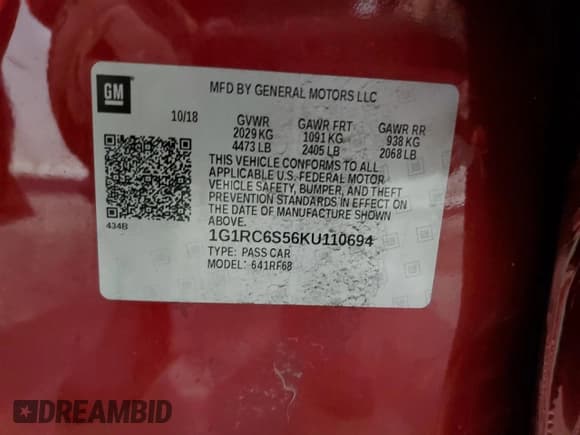 GM
MFD BY GENERAL MOTORS LLC
10/18
GVWR GAWR FRT GAWR RR
2029 KG 1091 KG 938 KG
4473 LB 2405 LB 2068 LB
THIS VEHICLE CONFORMS TO ALL
APPLICABLE U.S. FEDERAL MOTOR
VEHICLE SAFETY, BUMPER, AND THEFT
PREVENTION STANDARDS IN EFFECT ON
THE DATE OF MANUFACTURE SHOWN
ABOVE.
434B
1G1RC6S56KU110694
TYPE: PASS CAR
MODEL: 641RF68
DREAMBID